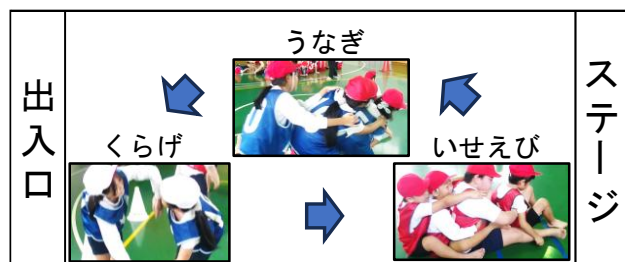 出入口
うなぎ
くらげ
いせえび
ステージ